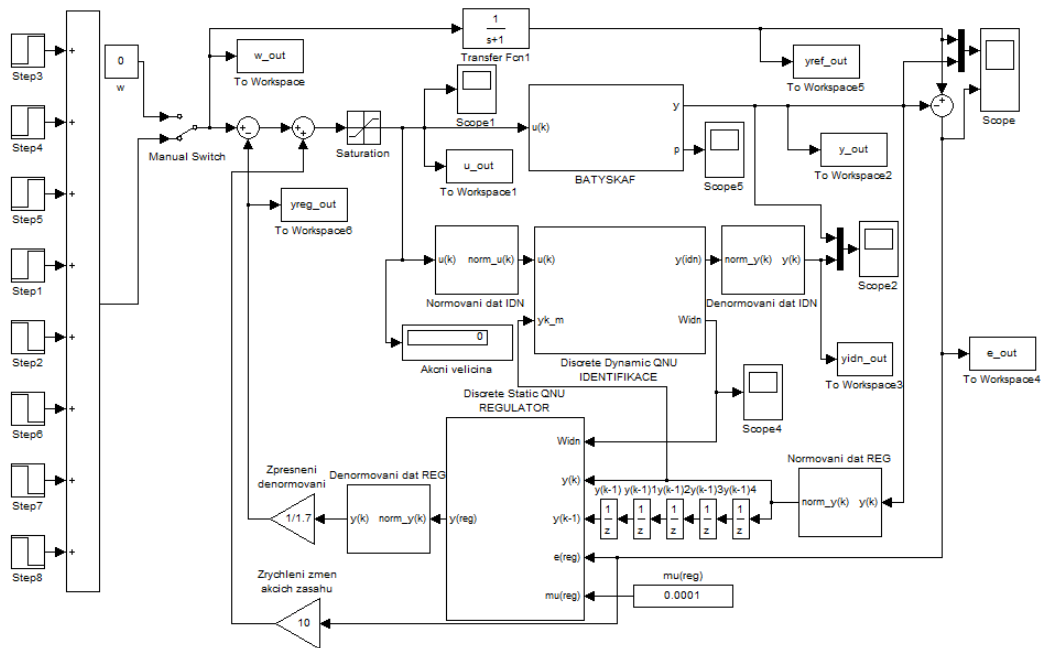 Step3
Step4
Step5
Step1
Step2
Step6
Step7
Step8
+
+
+
+
+
+
+
+
0
w
Manual Switch
w_out
To Workspace
1
s+1
Transfer Fcn1
+
−
+
+
Saturation
Scope1
u_out
To Workspace1
u(k)
y
p
BATYSKAF
Scope5
yref_out
To Workspace5
y_out
To Workspace2
+
-
Scope
yreg_out
To Workspace6
u(k)
norm_u(k)
Normovani dat IDN
0
Akcni velicina
u(k)
yk_m
y(idn)
Widn
Discrete Dynamic QNU
IDENTIFIKACE
norm_y(k)
y(k)
Denormovani dat IDN
Scope2
yidn_out
To Workspace3
e_out
To Workspace4
Scope4
Discrete Static QNU
REGULATOR
Widn
y(k)
y(k-1)
e(reg)
mu(reg)
y(reg)
Zpresneni
denormovani
1/1.7
Denormovani dat REG
y(k)
norm_y(k)
y(k-1) y(k-1)1y(k-1)2y(k-1)3y(k-1)4
1
z
1
z
1
z
1
z
1
z
Normovani dat REG
norm_y(k)
y(k)
mu(reg)
0.0001
Zrychleni zmen
akcich zasahu
10